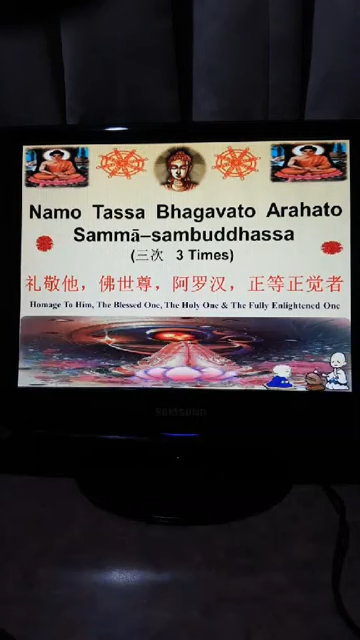 Namo Tassa Bhagavato Arahato
Sammā–sambuddhassa
(三次 3 Times)
礼敬他，佛世尊，阿罗汉，正等正觉者
Homage To Him, The Blessed One, The Holy One & The Fully Enlightened One
SAMSUNG